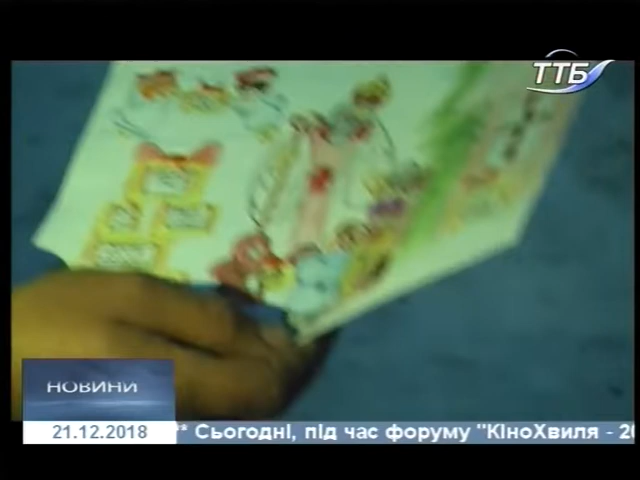 ТТБ
НОВИНИ
21.12.2018 ** Сьогодні, під час форуму "КіноХвиля - 20